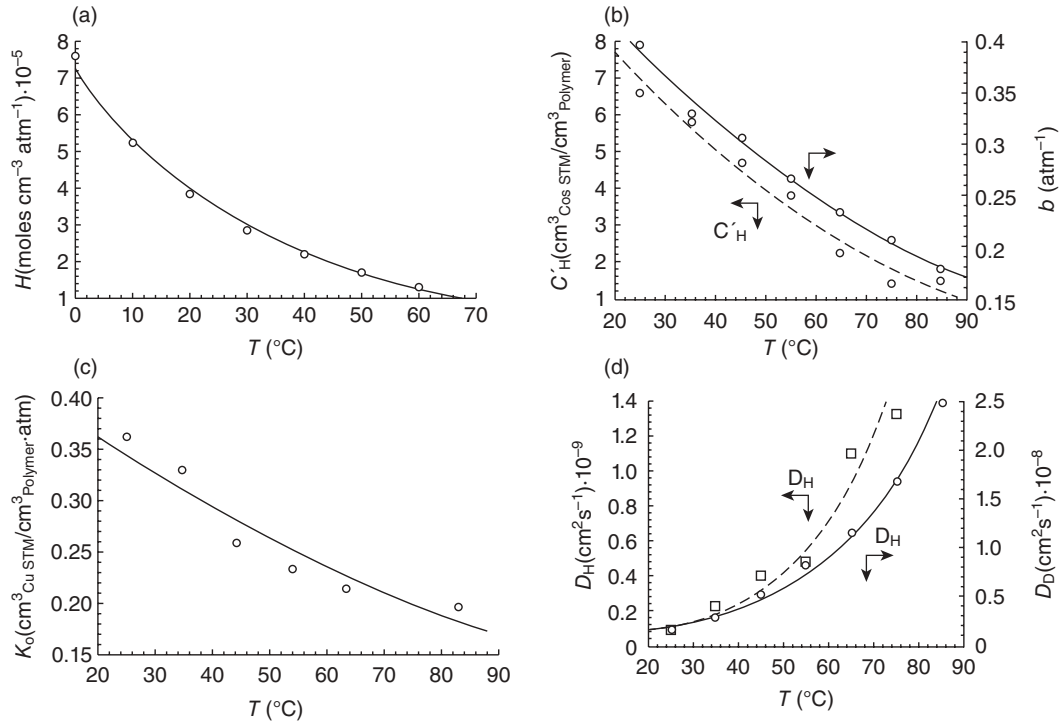 (a)
H(moles cm⁻³ atm⁻¹)·10⁻⁵
8
7
6
5
4
3
2
1
0 10 20 30 40 50 60 70
T (°C)
(b)
C´H(cm³Cos STM/cm³Polymer)
8
7
6
5
4
3
2
1
C´H
0.4
0.35
0.3
0.25
0.2
0.15
b (atm⁻¹)
20 30 40 50 60 70 80 90
T (°C)
(c)
Ko(cm³Cu STM/cm³Polymer·atm)
0.40
0.35
0.30
0.25
0.20
0.15
20 30 40 50 60 70 80 90
T (°C)
(d)
DH(cm²s⁻¹)·10⁻⁹
1.4
1.2
1.0
0.8
0.6
0.4
0.2
0
DH
DH
2.5
2.0
1.5
1.0
0.5
0
DD(cm²s⁻¹)·10⁻⁸
20 30 40 50 60 70 80 90
T (°C)